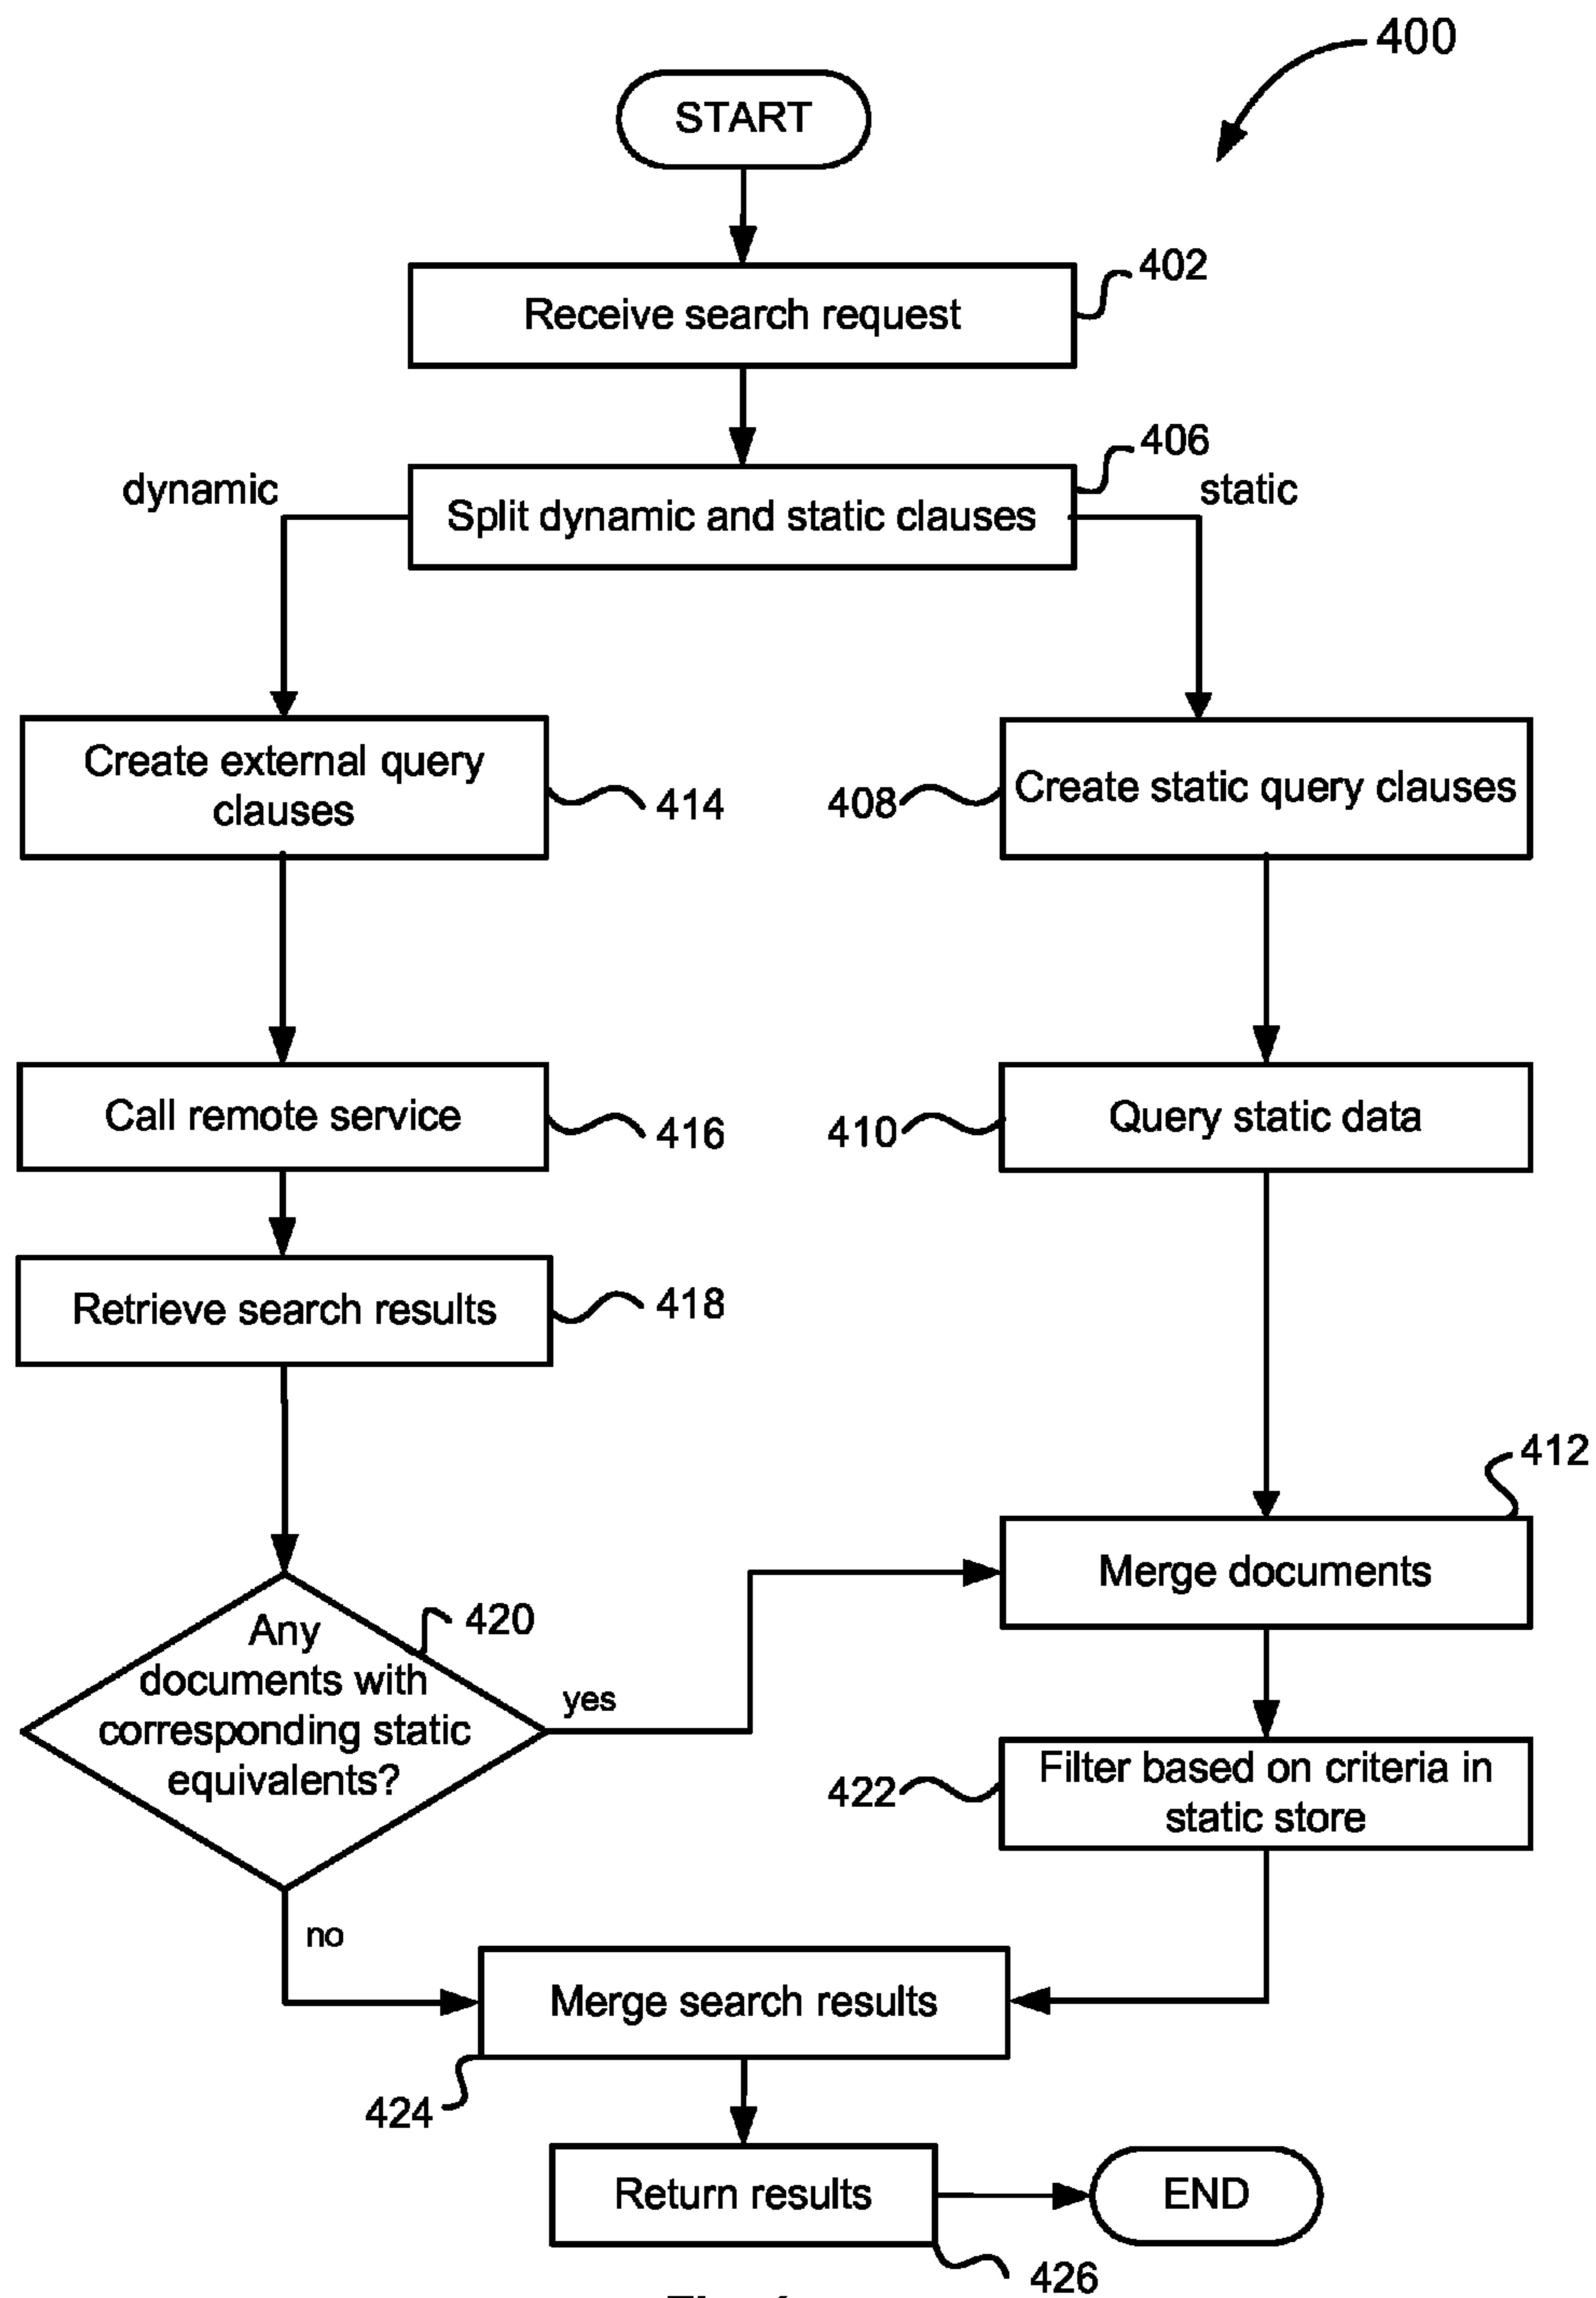 400
START
402
Receive search request
406
dynamic
static
Split dynamic and static clauses
Create external query
clauses
414
408
Create static query clauses
Call remote service
416
410
Query static data
Retrieve search results
418
412
Merge documents
Any
documents with
corresponding static
equivalents?
420
yes
422
Filter based on criteria in
static store
no
Merge search results
424
Return results
END
426